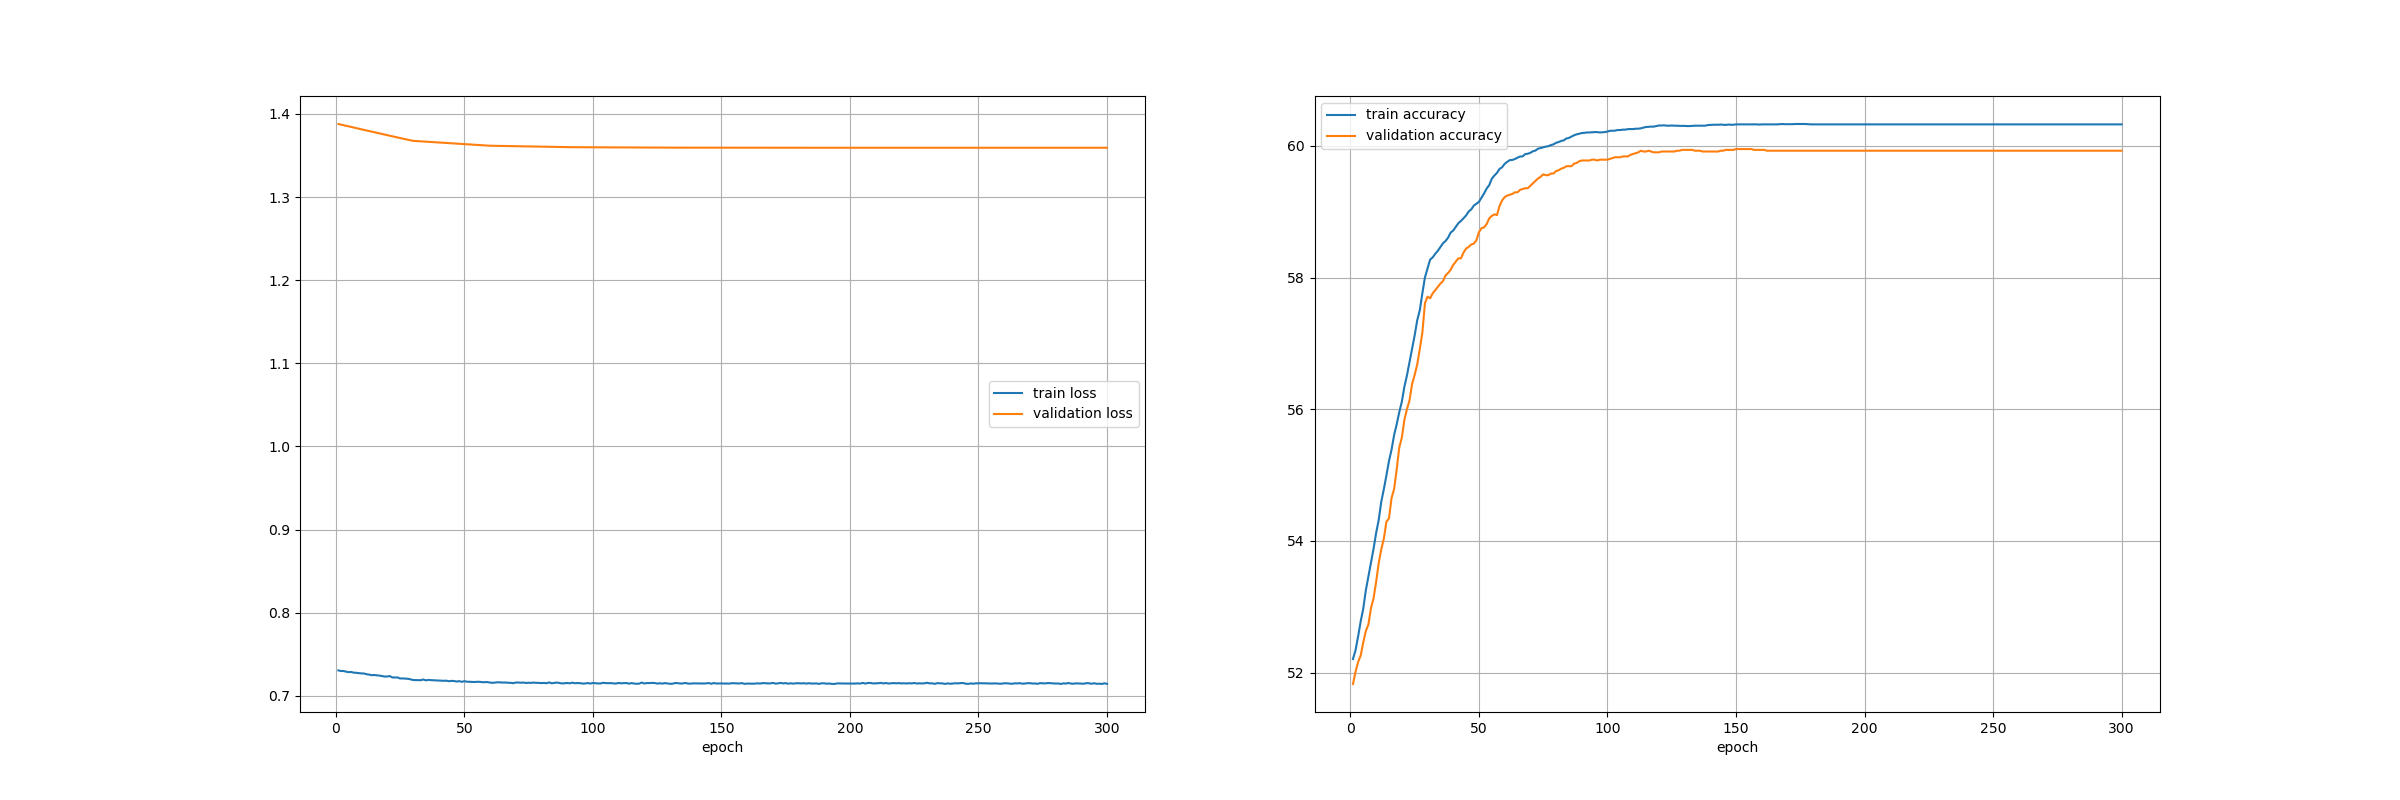 1.4
1.3
1.2
1.1
1.0
0.9
0.8
0.7
0 50 100 150 200 250 300
epoch
train loss
validation loss
train accuracy
validation accuracy
60
58
56
54
52
0 50 100 150 200 250 300
epoch